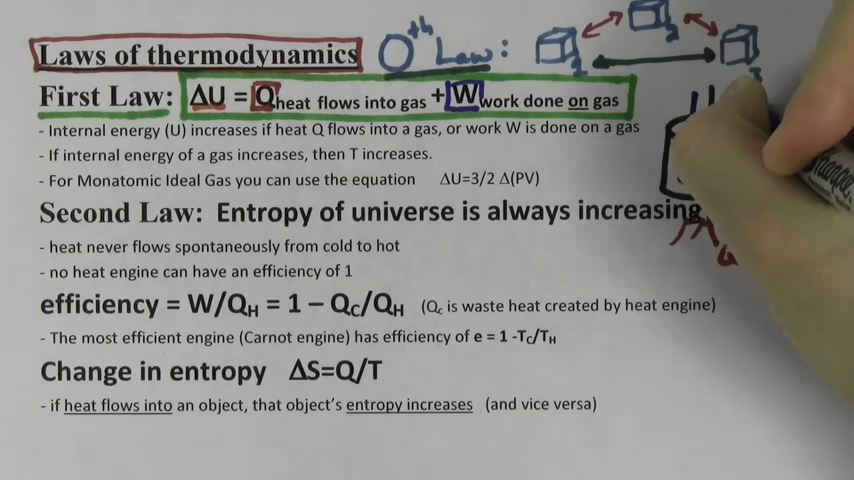 Laws of thermodynamics 0th Law: 1 2 3
First Law: ΔU = Q heat flows into gas + W work done on gas
- Internal energy (U) increases if heat Q flows into a gas, or work W is done on a gas
- If internal energy of a gas increases, then T increases.
- For Monatomic Ideal Gas you can use the equation ΔU=3/2 Δ(PV)
Second Law: Entropy of universe is always increasing
- heat never flows spontaneously from cold to hot
- no heat engine can have an efficiency of 1
efficiency = W/QH = 1 – QC/QH (Qc is waste heat created by heat engine)
- The most efficient engine (Carnot engine) has efficiency of e = 1 -TC/TH
Change in entropy ΔS=Q/T
- if heat flows into an object, that object's entropy increases (and vice versa)
Sharpie